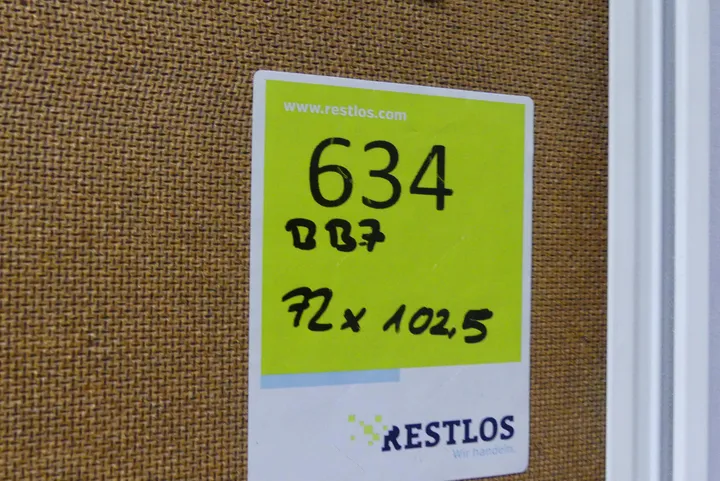 www.restlos.com
634
BB7
72 x 102,5
RESTLOS
Wir handeln.